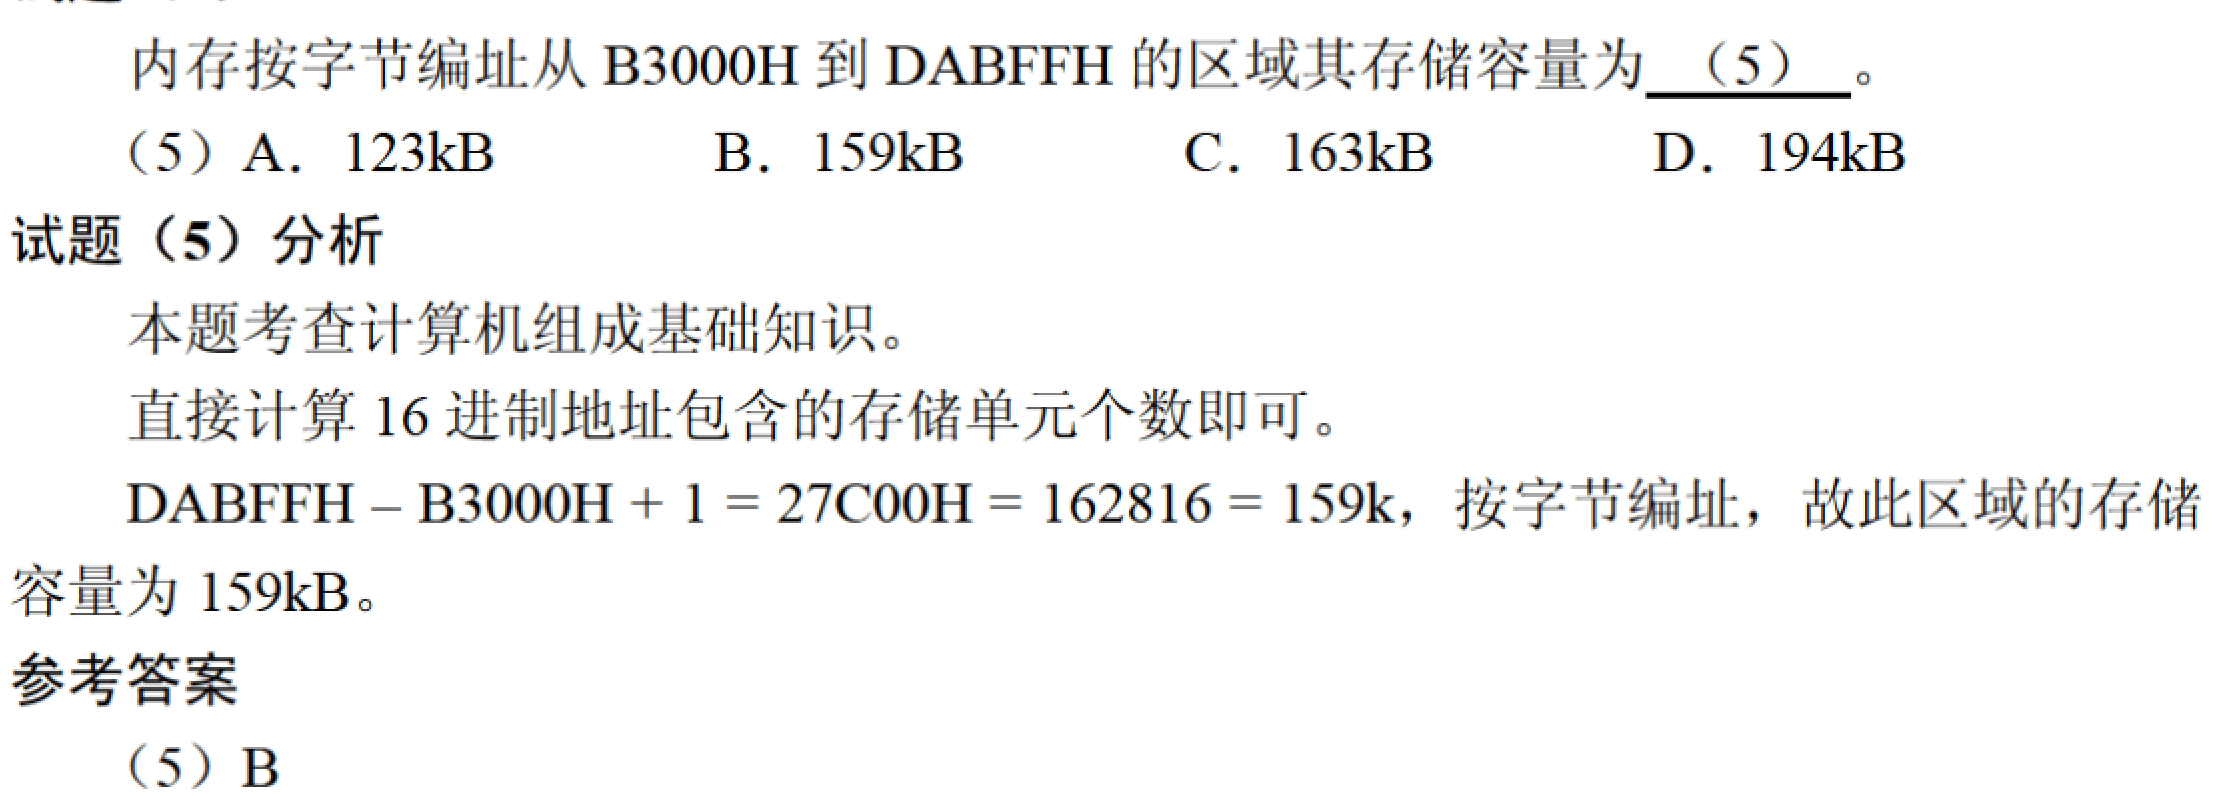 内存按字节编址从 B3000H 到 DABFFH 的区域其存储容量为 （5） 。
（5）A．123kB B．159kB C．163kB D．194kB
试题（5）分析
本题考查计算机组成基础知识。
直接计算 16 进制地址包含的存储单元个数即可。
DABFFH – B3000H + 1 = 27C00H = 162816 = 159k，按字节编址，故此区域的存储
容量为 159kB。
参考答案
（5）B